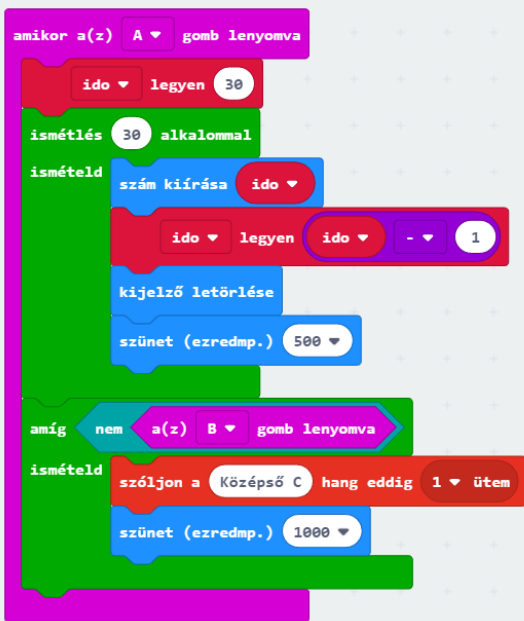 amikor a(z) A gomb lenyomva
ido legyen 30
ismétlés 30 alkalommal
ismételd szám kiírása ido
ido legyen ido - 1
kijelző letörlése
szünet (ezredmp.) 500
amíg nem a(z) B gomb lenyomva
ismételd szóljon a Középső C hang eddig 1 ütem
szünet (ezredmp.) 1000